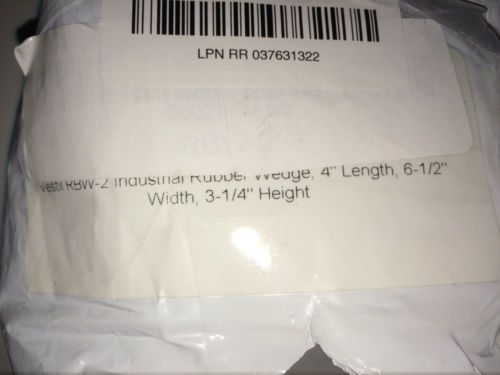 LPN RR 037631322
Vestil RBW-2 Industrial Rubber Wedge, 4" Length, 6-1/2"
Width, 3-1/4" Height